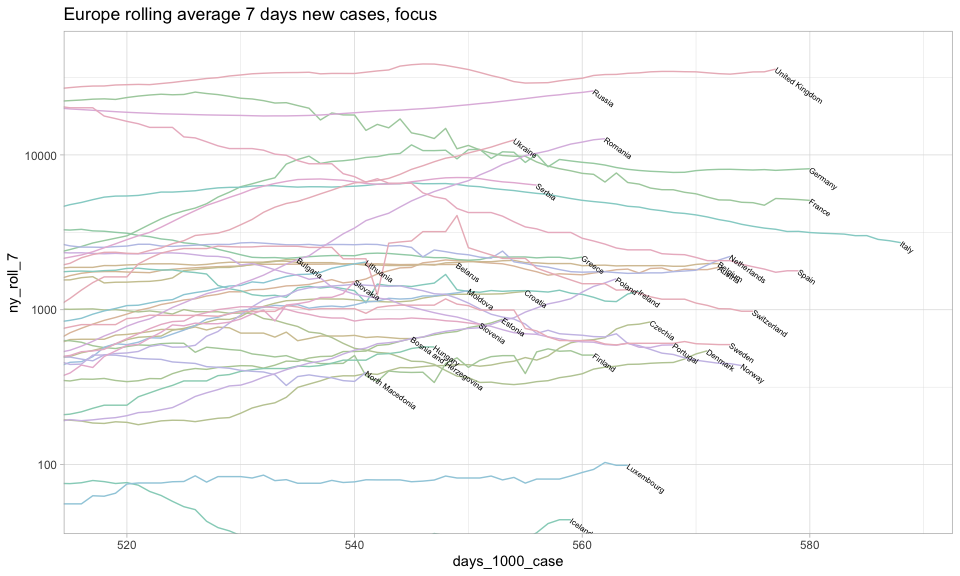 Europe rolling average 7 days new cases, focus
United Kingdom
Russia
Ukraine
Romania
10000
Germany
Serbia
France
Italy
Bulgaria
Lithuania
Belarus
Greece
Netherlands
Spain
Slovakia
Moldova
Croatia
Poland
Ireland
1000
Switzerland
Estonia
Slovenia
Czechia
Bosnia and Herzegovina
Hungary
Finland
Portugal
Denmark
Sweden
Norway
North Macedonia
100
Luxembourg
Iceland
520
540
560
580
days_1000_case
ny_roll_7